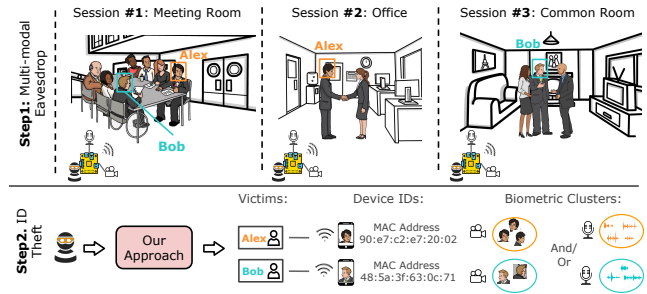 Session #1: Meeting Room
Session #2: Office
Session #3: Common Room
Step1: Multi-modal
Eavesdrop
Alex
Bob
Alex
Bob
Step2. ID
Theft
Our
Approach
Victims:
Device IDs:
Biometric Clusters:
Alex
MAC Address
90:e7:c2:e7:20:02
Bob
MAC Address
48:5a:3f:63:0c:71
And/
Or